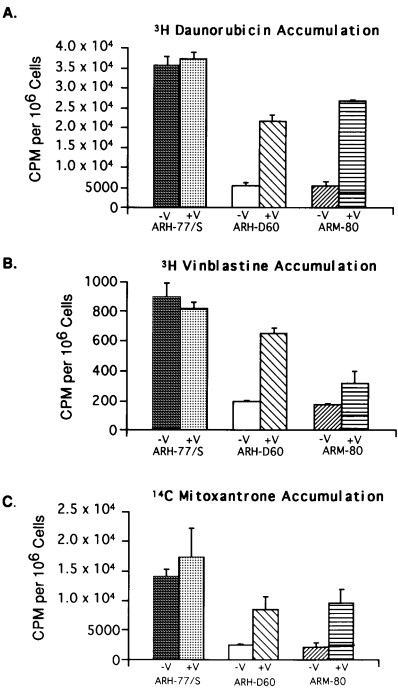 A.
³H Daunorubicin Accumulation
CPM per 10⁶ Cells
4.0 x 10⁴
3.5 x 10⁴
3.0 x 10⁴
2.5 x 10⁴
2.0 x 10⁴
1.5 x 10⁴
1.0 x 10⁴
5000
0
-V +V -V +V -V +V
ARH-77/S ARH-D60 ARM-80
B.
³H Vinblastine Accumulation
CPM per 10⁶ Cells
1000
800
600
400
200
0
-V +V -V +V -V +V
ARH-77/S ARH-D60 ARM-80
C.
¹⁴C Mitoxantrone Accumulation
CPM per 10⁶ Cells
2.5 x 10⁴
2.0 x 10⁴
1.5 x 10⁴
1.0 x 10⁴
5000
0
-V +V -V +V -V +V
ARH-77/S ARH-D60 ARM-80